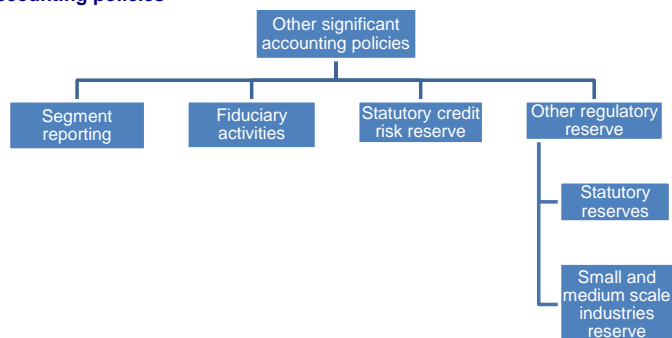 accounting policies
Other significant
accounting policies
Segment
reporting
Fiduciary
activities
Statutory credit
risk reserve
Other regulatory
reserve
Statutory
reserves
Small and
medium scale
industries
reserve